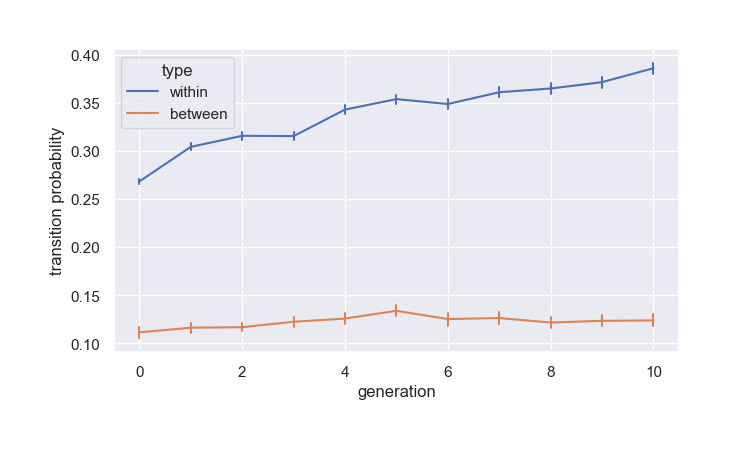 0.40
0.35
0.30
0.25
0.20
0.15
0.10
transition probability
type
within
between
0 2 4 6 8 10
generation